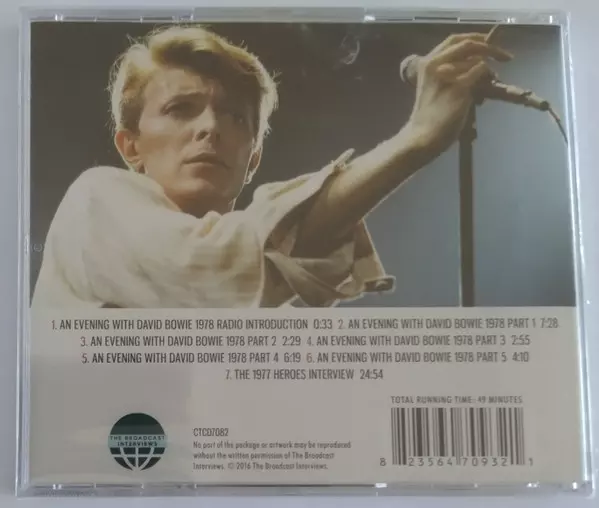 1. AN EVENING WITH DAVID BOWIE 1978 RADIO INTRODUCTION 0:33 2. AN EVENING WITH DAVID BOWIE 1978 PART 1 7:28
3. AN EVENING WITH DAVID BOWIE 1978 PART 2 2:29 4. AN EVENING WITH DAVID BOWIE 1978 PART 3 2:55
5. AN EVENING WITH DAVID BOWIE 1978 PART 4 6:19 6. AN EVENING WITH DAVID BOWIE 1978 PART 5 4:10
7. THE 1977 HEROES INTERVIEW 24:54
TOTAL RUNNING TIME: 49 MINUTES
THE BROADCAST
INTERVIEWS
CTCD7082
No part of the package or artwork may be reproduced
without the written permission of The Broadcast
Interviews. © 2016 The Broadcast Interviews.
8 23564 70932 1